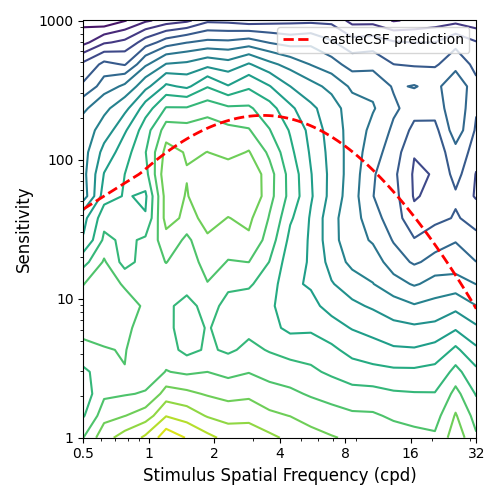 1000
castleCSF prediction
100
Sensitivity
10
1
0.5 1 2 4 8 16 32
Stimulus Spatial Frequency (cpd)